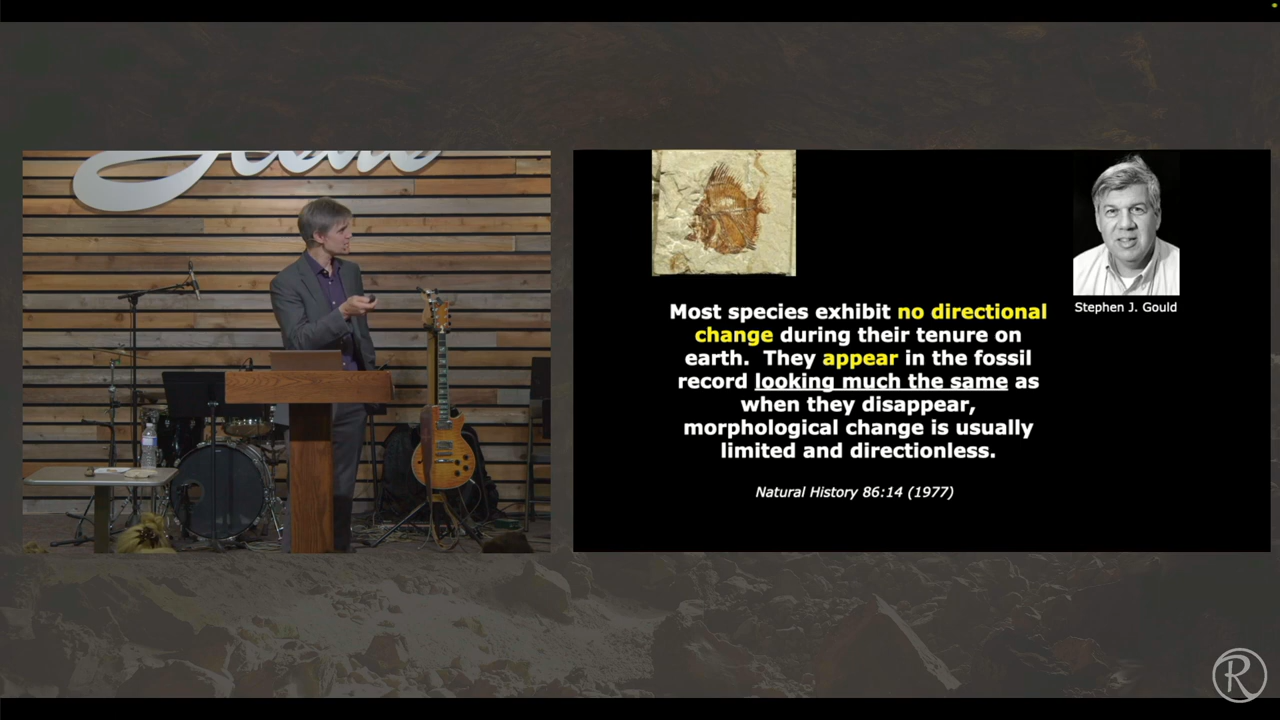 Stephen J. Gould
Most species exhibit no directional
change during their tenure on
earth. They appear in the fossil
record looking much the same as
when they disappear,
morphological change is usually
limited and directionless.
Natural History 86:14 (1977)
R